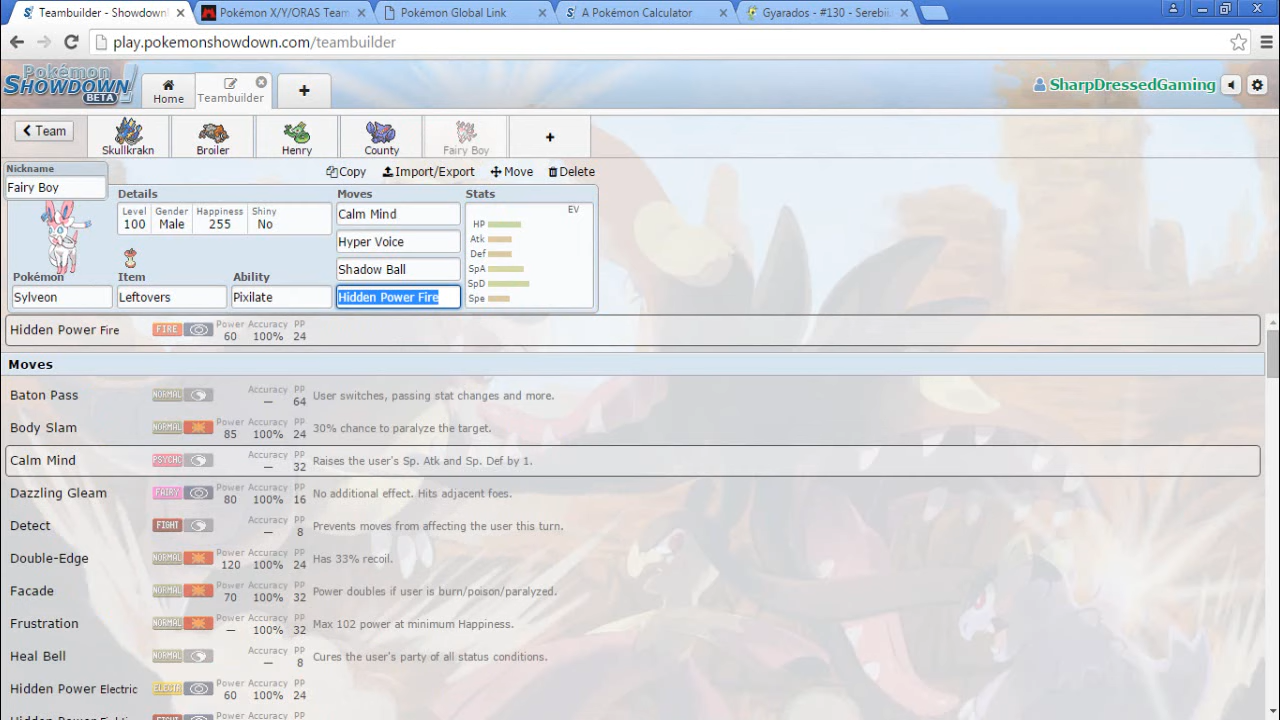 Teambuilder - Showdown! Pokémon X/Y/ORAS Team Pokémon Global Link A Pokémon Calculator Gyarados - #130 - Serebii.
play.pokemonshowdown.com/teambuilder
Pokémon
SHOWDOWN!
BETA
Home Teambuilder + SharpDressedGaming
Team Skullkrakn Broiler Henry County Fairy Boy +
Nickname
Fairy Boy
Copy Import/Export Move Delete
Details Moves Stats
Level Gender Happiness Shiny
100 Male 255 No
Calm Mind
Hyper Voice
Shadow Ball
Hidden Power Fire
EV
HP
Atk
Def
SpA
SpD
Spe
Pokémon Item Ability
Sylveon Leftovers Pixilate
Hidden Power Fire FIRE Power 60 Accuracy 100% PP 24
Moves
Baton Pass NORMAL Accuracy — PP 64 User switches, passing stat changes and more.
Body Slam NORMAL Power 85 Accuracy 100% PP 24 30% chance to paralyze the target.
Calm Mind PSYCHC Accuracy — PP 32 Raises the user's Sp. Atk and Sp. Def by 1.
Dazzling Gleam FAIRY Power 80 Accuracy 100% PP 16 No additional effect. Hits adjacent foes.
Detect FIGHT Accuracy — PP 8 Prevents moves from affecting the user this turn.
Double-Edge NORMAL Power 120 Accuracy 100% PP 24 Has 33% recoil.
Facade NORMAL Power 70 Accuracy 100% PP 32 Power doubles if user is burn/poison/paralyzed.
Frustration NORMAL Power — Accuracy 100% PP 32 Max 102 power at minimum Happiness.
Heal Bell NORMAL Accuracy — PP 8 Cures the user's party of all status conditions.
Hidden Power Electric ELECTR Power 60 Accuracy 100% PP 24